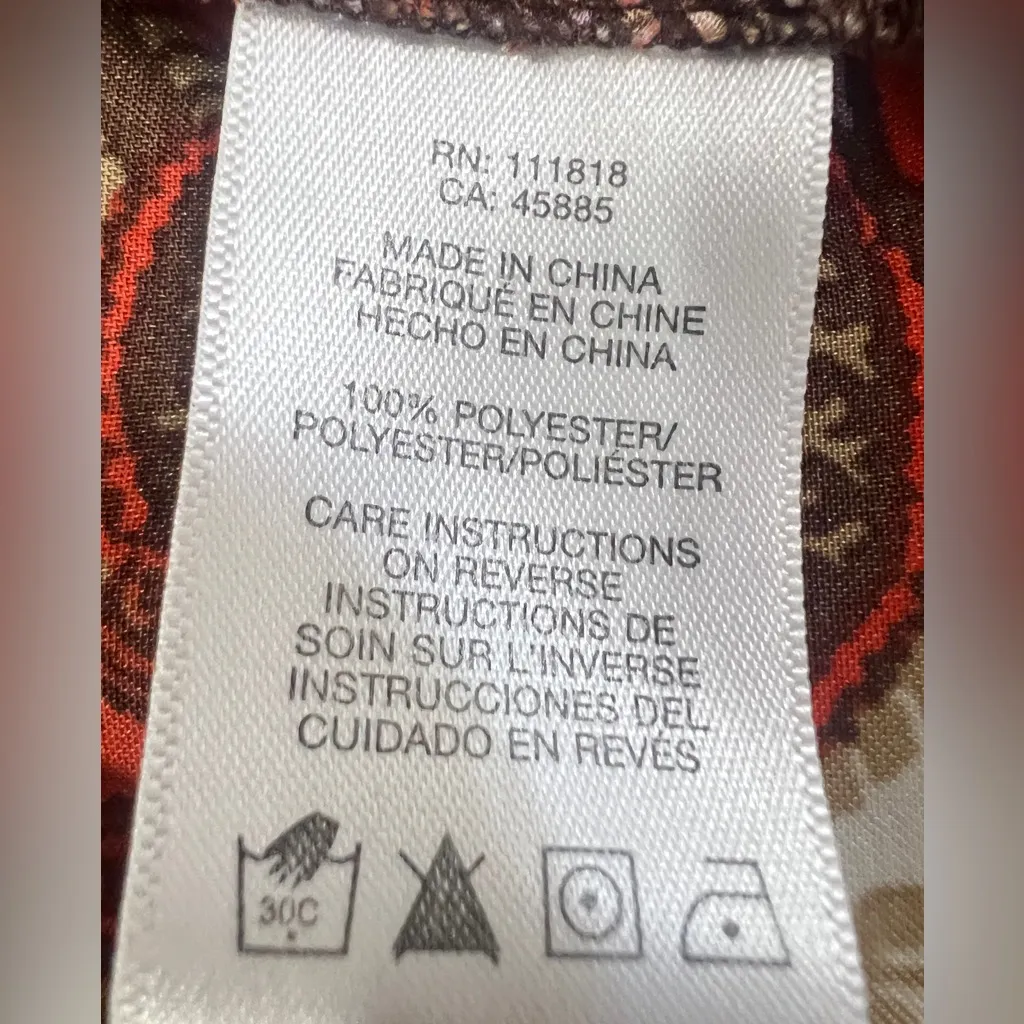 RN: 111818
CA: 45885
MADE IN CHINA
FABRIQUÉ EN CHINE
HECHO EN CHINA
100% POLYESTER/
POLYESTER/POLIÉSTER
CARE INSTRUCTIONS
ON REVERSE
INSTRUCTIONS DE
SOIN SUR L'INVERSE
INSTRUCCIONES DEL
CUIDADO EN REVÉS
30C